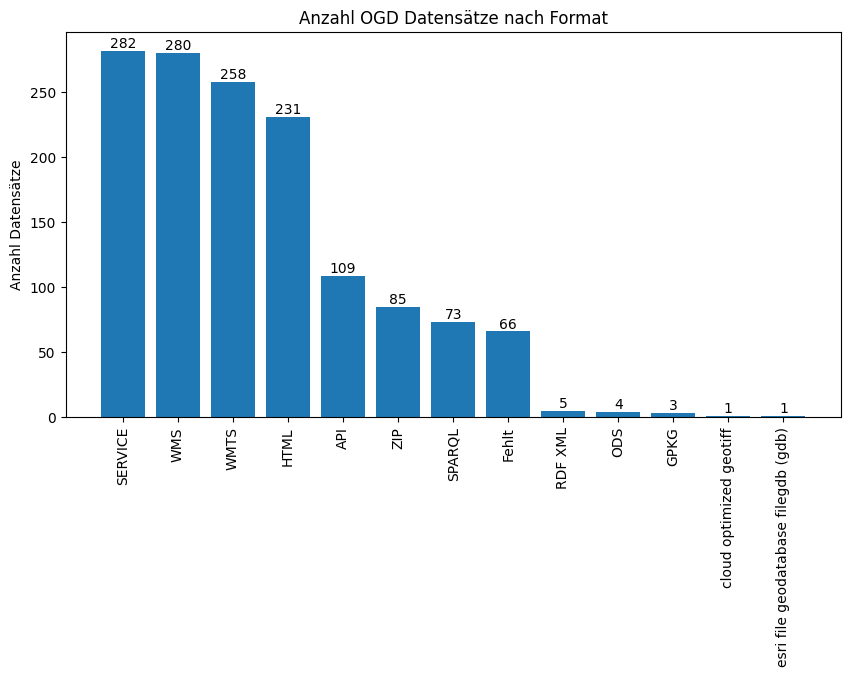 Anzahl OGD Datensätze nach Format
Anzahl Datensätze
250
200
150
100
50
0
282
280
258
231
109
85
73
66
5
4
3
1
1
SERVICE
WMS
WMTS
HTML
API
ZIP
SPARQL
Fehlt
RDF XML
ODS
GPKG
cloud optimized geotiff
esri file geodatabase filegdb (gdb)